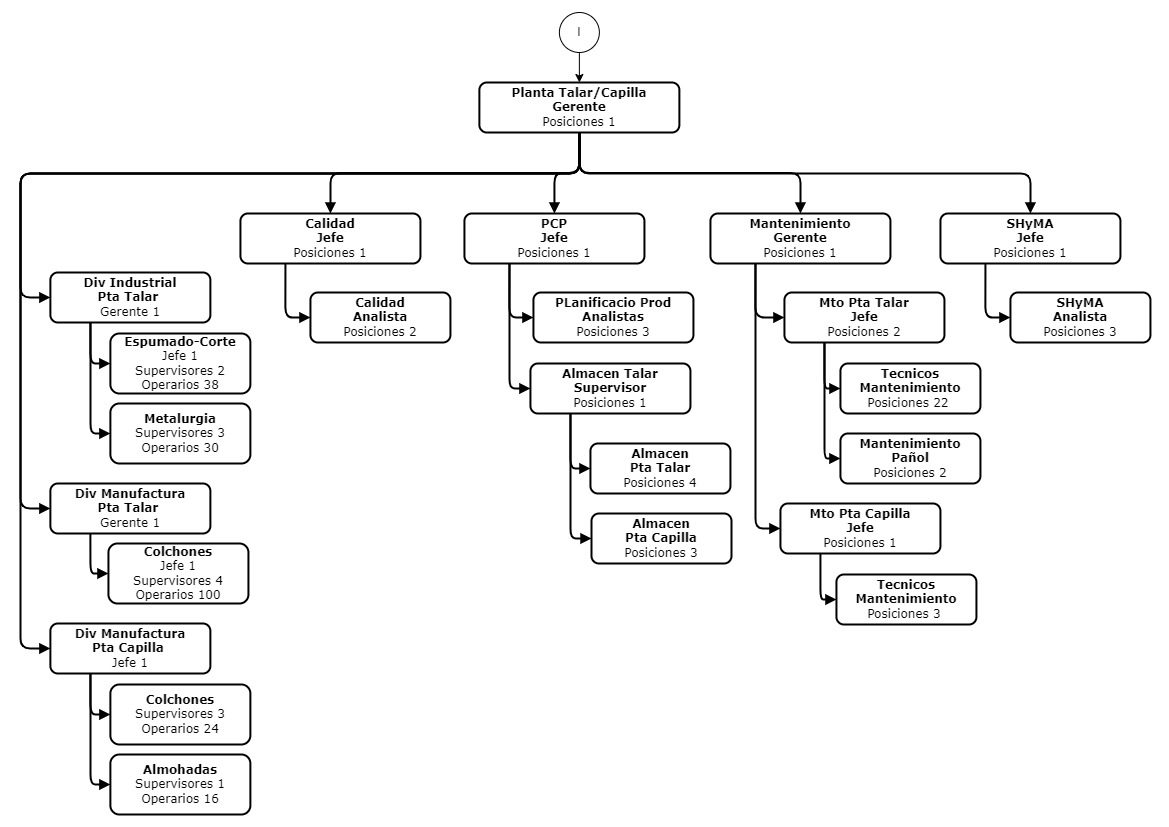 I
Planta Talar/Capilla
Gerente
Posiciones 1
Calidad
Jefe
Posiciones 1
PCP
Jefe
Posiciones 1
Mantenimiento
Gerente
Posiciones 1
SHyMA
Jefe
Posiciones 1
Div Industrial
Pta Talar
Gerente 1
Espumado-Corte
Jefe 1
Supervisores 2
Operarios 38
Metalurgia
Supervisores 3
Operarios 30
Div Manufactura
Pta Talar
Gerente 1
Colchones
Jefe 1
Supervisores 4
Operarios 100
Div Manufactura
Pta Capilla
Jefe 1
Colchones
Supervisores 3
Operarios 24
Almohadas
Supervisores 1
Operarios 16
Calidad
Analista
Posiciones 2
PLanificacio Prod
Analistas
Posiciones 3
Almacen Talar
Supervisor
Posiciones 1
Almacen
Pta Talar
Posiciones 4
Almacen
Pta Capilla
Posiciones 3
Mto Pta Talar
Jefe
Posiciones 2
Tecnicos
Mantenimiento
Posiciones 22
Mantenimiento
Pañol
Posiciones 2
Mto Pta Capilla
Jefe
Posiciones 1
Tecnicos
Mantenimiento
Posiciones 3
SHyMA
Analista
Posiciones 3